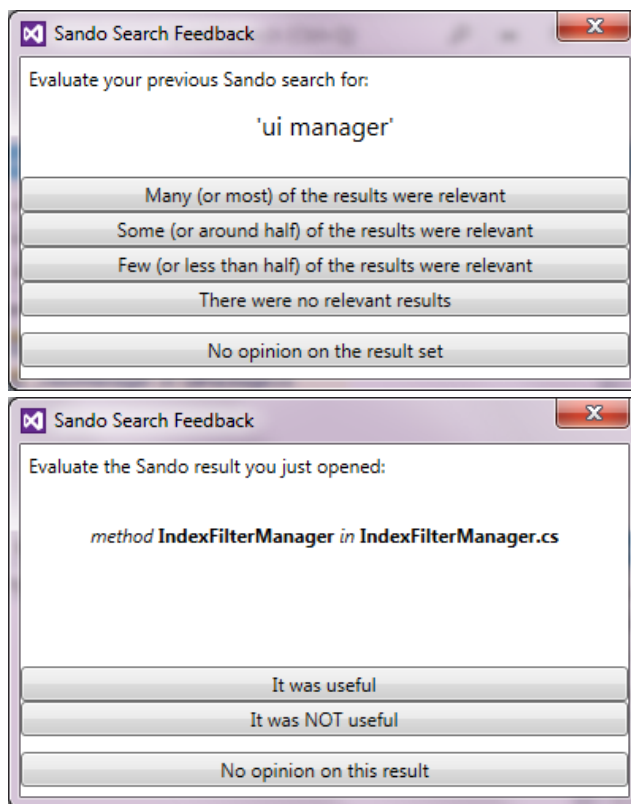 Sando Search Feedback
Evaluate your previous Sando search for:
'ui manager'
Many (or most) of the results were relevant
Some (or around half) of the results were relevant
Few (or less than half) of the results were relevant
There were no relevant results
No opinion on the result set
Sando Search Feedback
Evaluate the Sando result you just opened:
method IndexFilterManager in IndexFilterManager.cs
It was useful
It was NOT useful
No opinion on this result